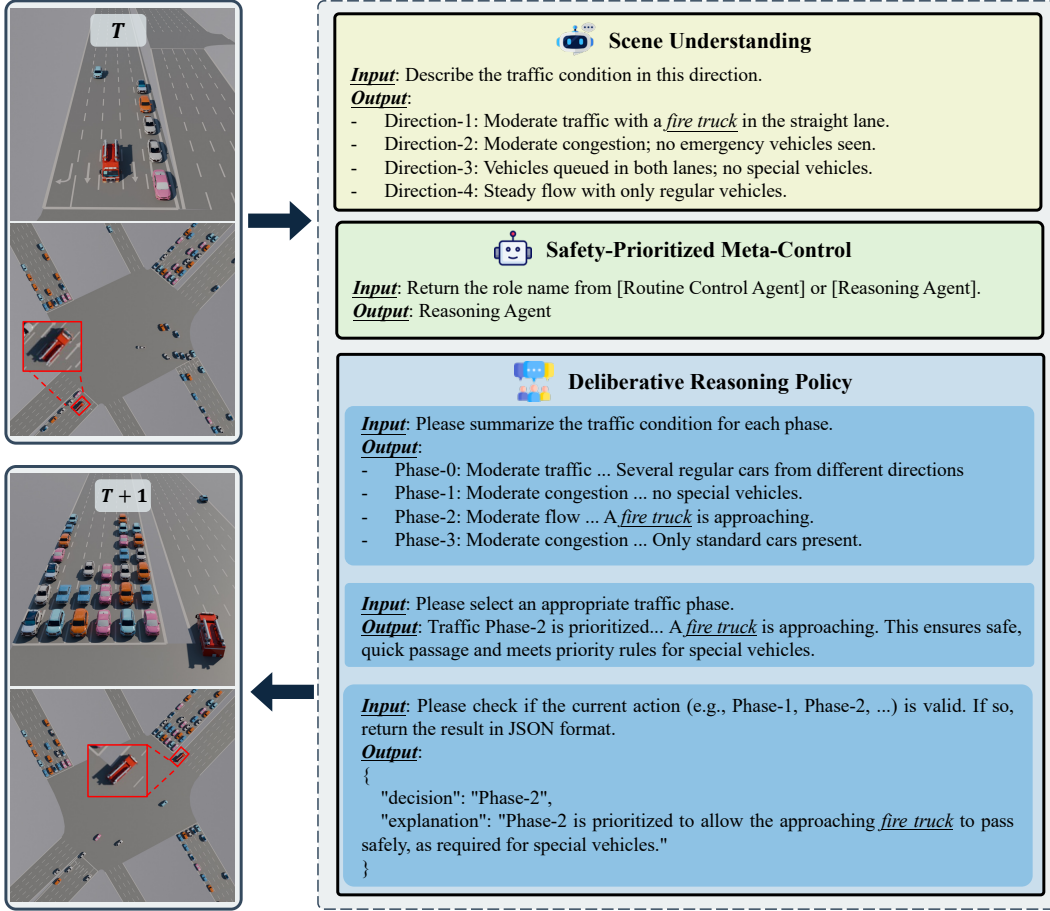 T
Scene Understanding
Input: Describe the traffic condition in this direction.
Output:
- Direction-1: Moderate traffic with a fire truck in the straight lane.
- Direction-2: Moderate congestion; no emergency vehicles seen.
- Direction-3: Vehicles queued in both lanes; no special vehicles.
- Direction-4: Steady flow with only regular vehicles.
Safety-Prioritized Meta-Control
Input: Return the role name from [Routine Control Agent] or [Reasoning Agent].
Output: Reasoning Agent
Deliberative Reasoning Policy
Input: Please summarize the traffic condition for each phase.
Output:
- Phase-0: Moderate traffic ... Several regular cars from different directions
- Phase-1: Moderate congestion ... no special vehicles.
- Phase-2: Moderate flow ... A fire truck is approaching.
- Phase-3: Moderate congestion ... Only standard cars present.
Input: Please select an appropriate traffic phase.
Output: Traffic Phase-2 is prioritized... A fire truck is approaching. This ensures safe,
quick passage and meets priority rules for special vehicles.
Input: Please check if the current action (e.g., Phase-1, Phase-2, ...) is valid. If so,
return the result in JSON format.
Output:
{
"decision": "Phase-2",
"explanation": "Phase-2 is prioritized to allow the approaching fire truck to pass
safely, as required for special vehicles."
}
T + 1